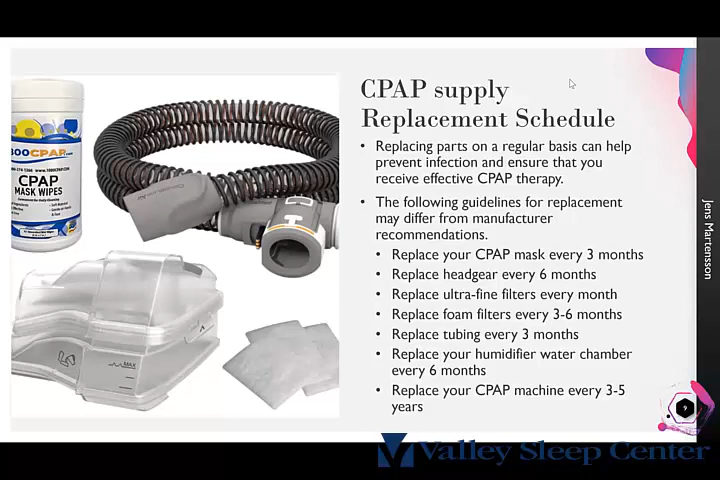 CPAP supply
Replacement Schedule
• Replacing parts on a regular basis can help
prevent infection and ensure that you
receive effective CPAP therapy.
• The following guidelines for replacement
may differ from manufacturer
recommendations.
• Replace your CPAP mask every 3 months
• Replace headgear every 6 months
• Replace ultra-fine filters every month
• Replace foam filters every 3-6 months
• Replace tubing every 3 months
• Replace your humidifier water chamber
every 6 months
• Replace your CPAP machine every 3-5
years
Jens Martensson
9
Valley Sleep Center
800CPAP
CPAP
MASK WIPES
MAX